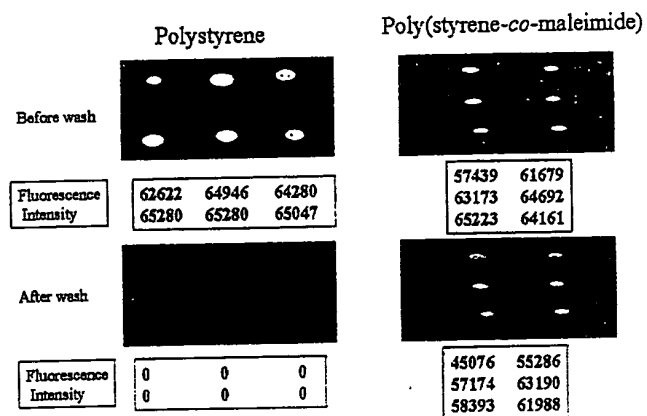 Polystyrene
Poly(styrene-co-maleimide)
Before wash
Fluorescence
Intensity
62622 64946 64280
65280 65280 65047
57439 61679
63173 64692
65223 64161
After wash
Fluorescence
Intensity
0 0 0
0 0 0
45076 55286
57174 63190
58393 61988